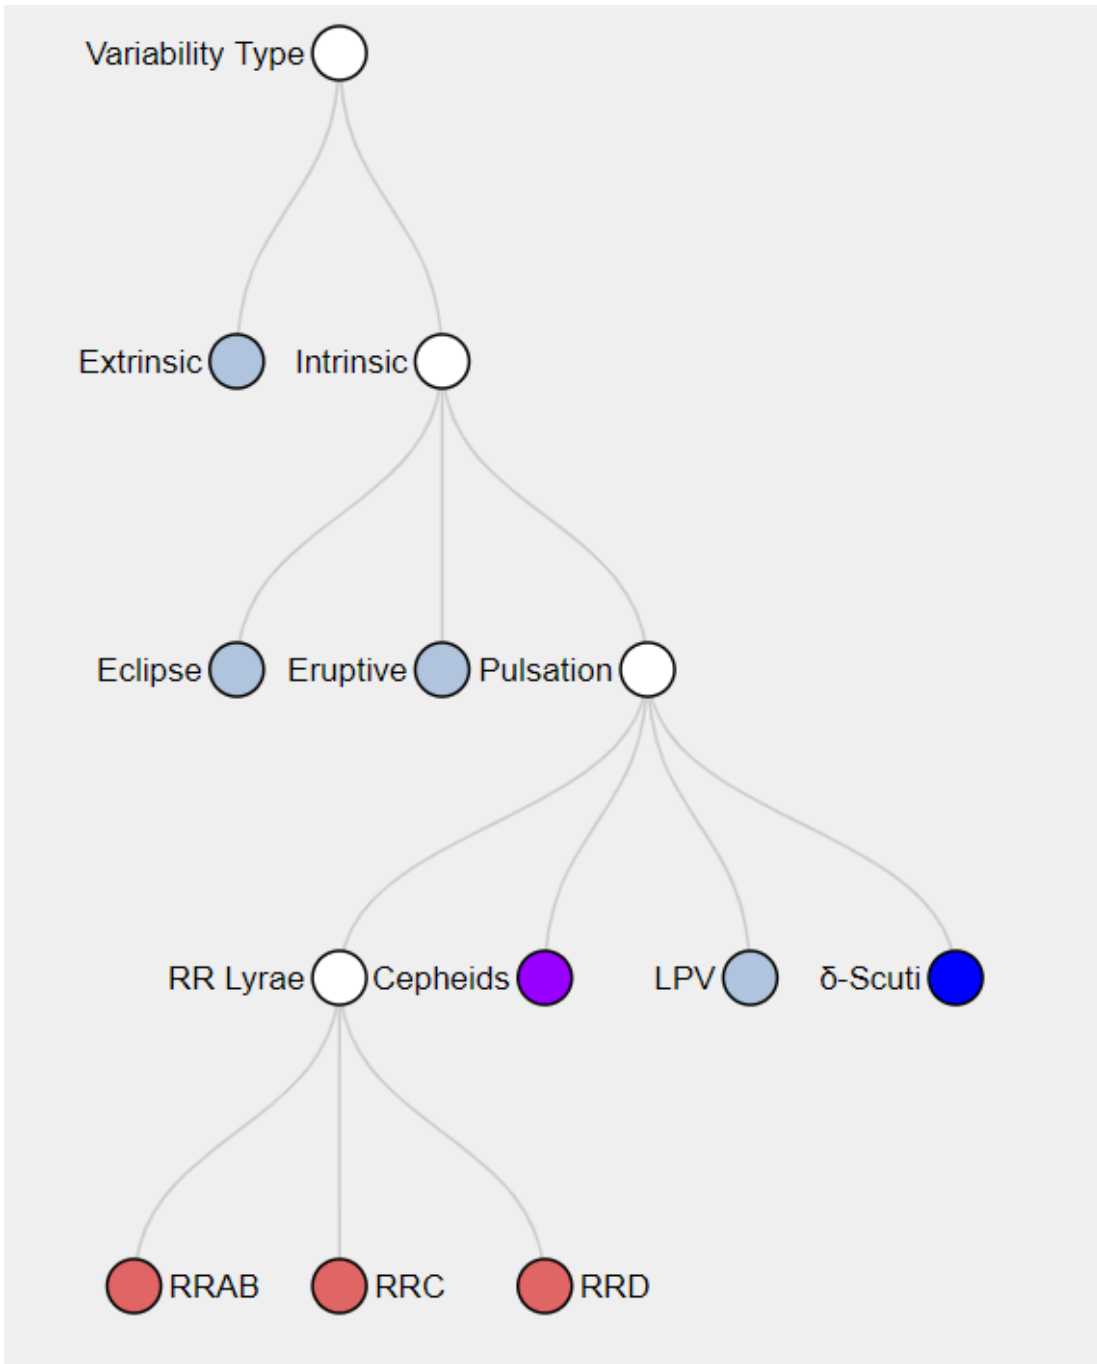 Variability Type
Extrinsic
Intrinsic
Eclipse
Eruptive
Pulsation
RR Lyrae
Cepheids
LPV
δ-Scuti
RRAB
RRC
RRD